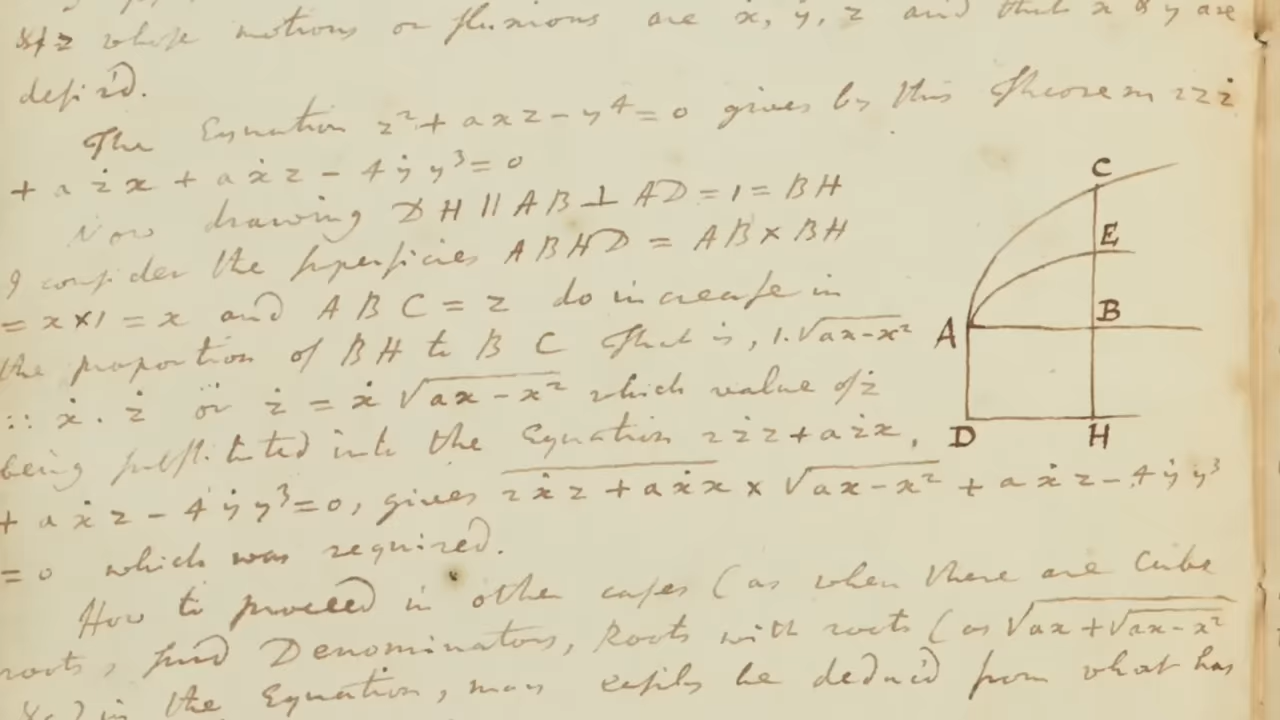 & z whose motions or fluxions are ẋ, ẏ, ż and that x & y are
desir'd.
The Equation z²+axz-y⁴=0 gives by this Theorem 2zż
+ażx+aẋz-4ẏy³=0
Now drawing DH||AB⊥AD=1=BH
I consider the superficies ABHD=AB×BH
=x×1=x and ABC=z do increase in
the proportion of BH to BC That is, 1.√ax-x²
::ẋ.ż or ż=ẋ√ax-x² which value of ż
being substituted into the Equation 2żz+ażx,
+aẋz-4ẏy³=0, gives 2ẋz+aẋx×√ax-x²+aẋz-4ẏy³
=0 which was required.
How to proceed in other cases (as when there are Cube
roots, surd Denominators, Roots with roots (as √ax+√ax-x²
&c) in the Equation, may easily be deduc'd from what has
C
E
A
B
D
H